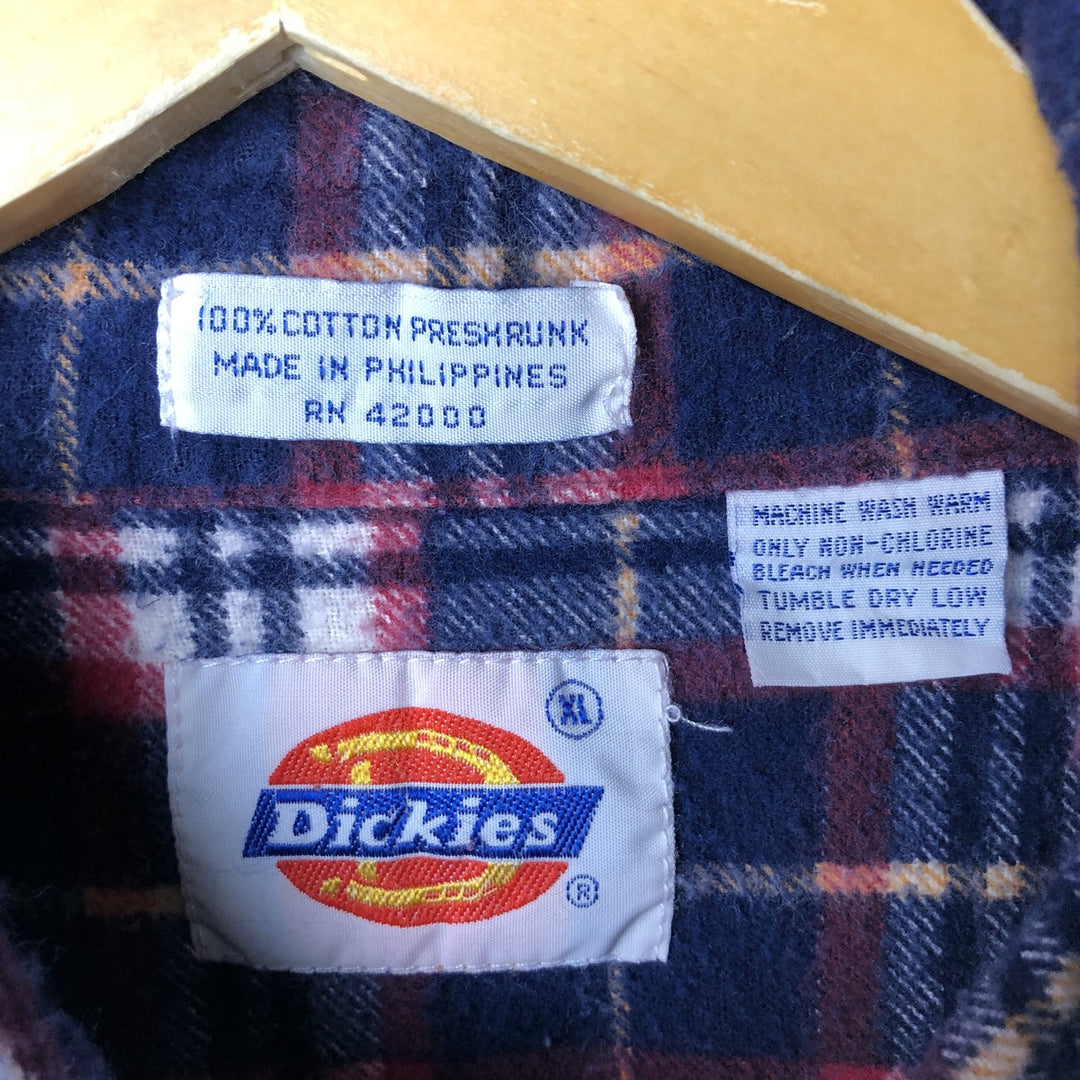 100% COTTON PRESHRUNK
MADE IN PHILIPPINES
RN 42000
MACHINE WASH WARM
ONLY NON-CHLORINE
BLEACH WHEN NEEDED
TUMBLE DRY LOW
REMOVE IMMEDIATELY
XL
Dickies
®